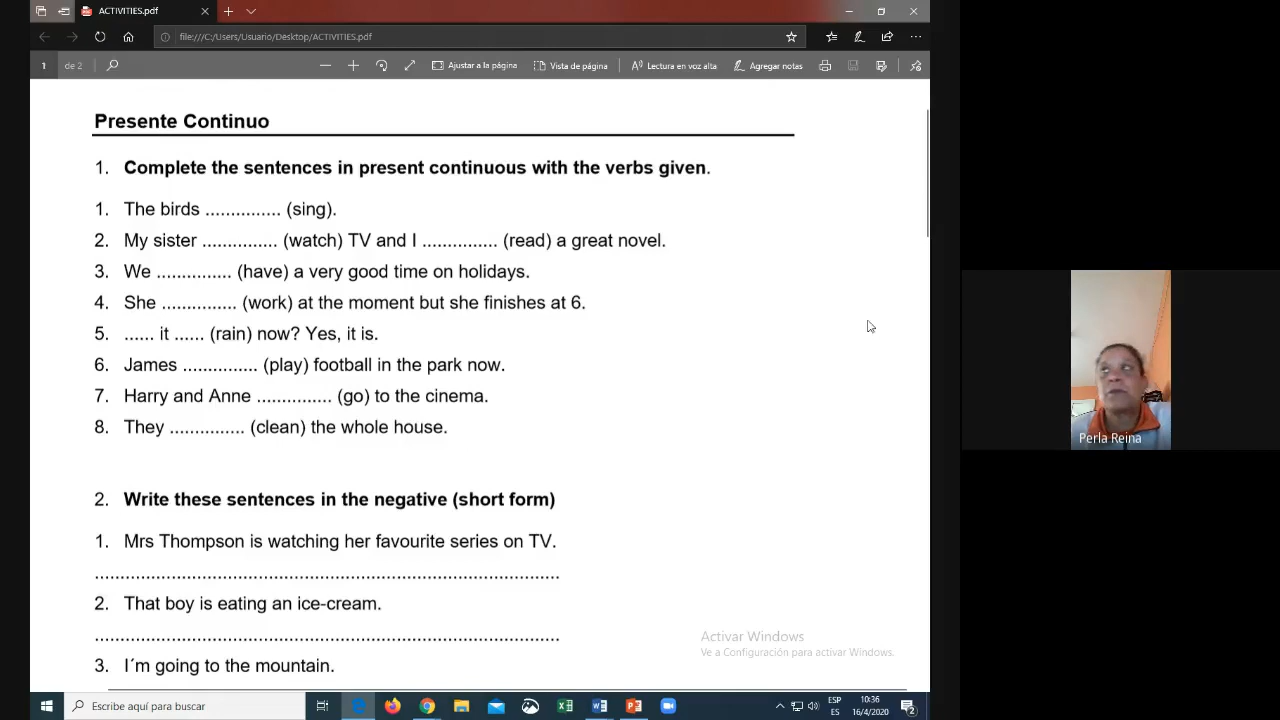 ACTIVITIES.pdf
file:///C:/Users/Usuario/Desktop/ACTIVITIES.pdf
1 de 2 Ajustar a la página Vista de página Lectura en voz alta Agregar notas
Presente Continuo
1. Complete the sentences in present continuous with the verbs given.
1. The birds ............... (sing).
2. My sister ............... (watch) TV and I ............... (read) a great novel.
3. We ............... (have) a very good time on holidays.
4. She ............... (work) at the moment but she finishes at 6.
5. ...... it ...... (rain) now? Yes, it is.
6. James ............... (play) football in the park now.
7. Harry and Anne ............... (go) to the cinema.
8. They ............... (clean) the whole house.
2. Write these sentences in the negative (short form)
1. Mrs Thompson is watching her favourite series on TV.
............................................................................................
2. That boy is eating an ice-cream.
............................................................................................
3. I´m going to the mountain.
Activar Windows
Ve a Configuración para activar Windows.
Perla Reina
Escribe aquí para buscar
ESP
ES
10:36
16/4/2020
2